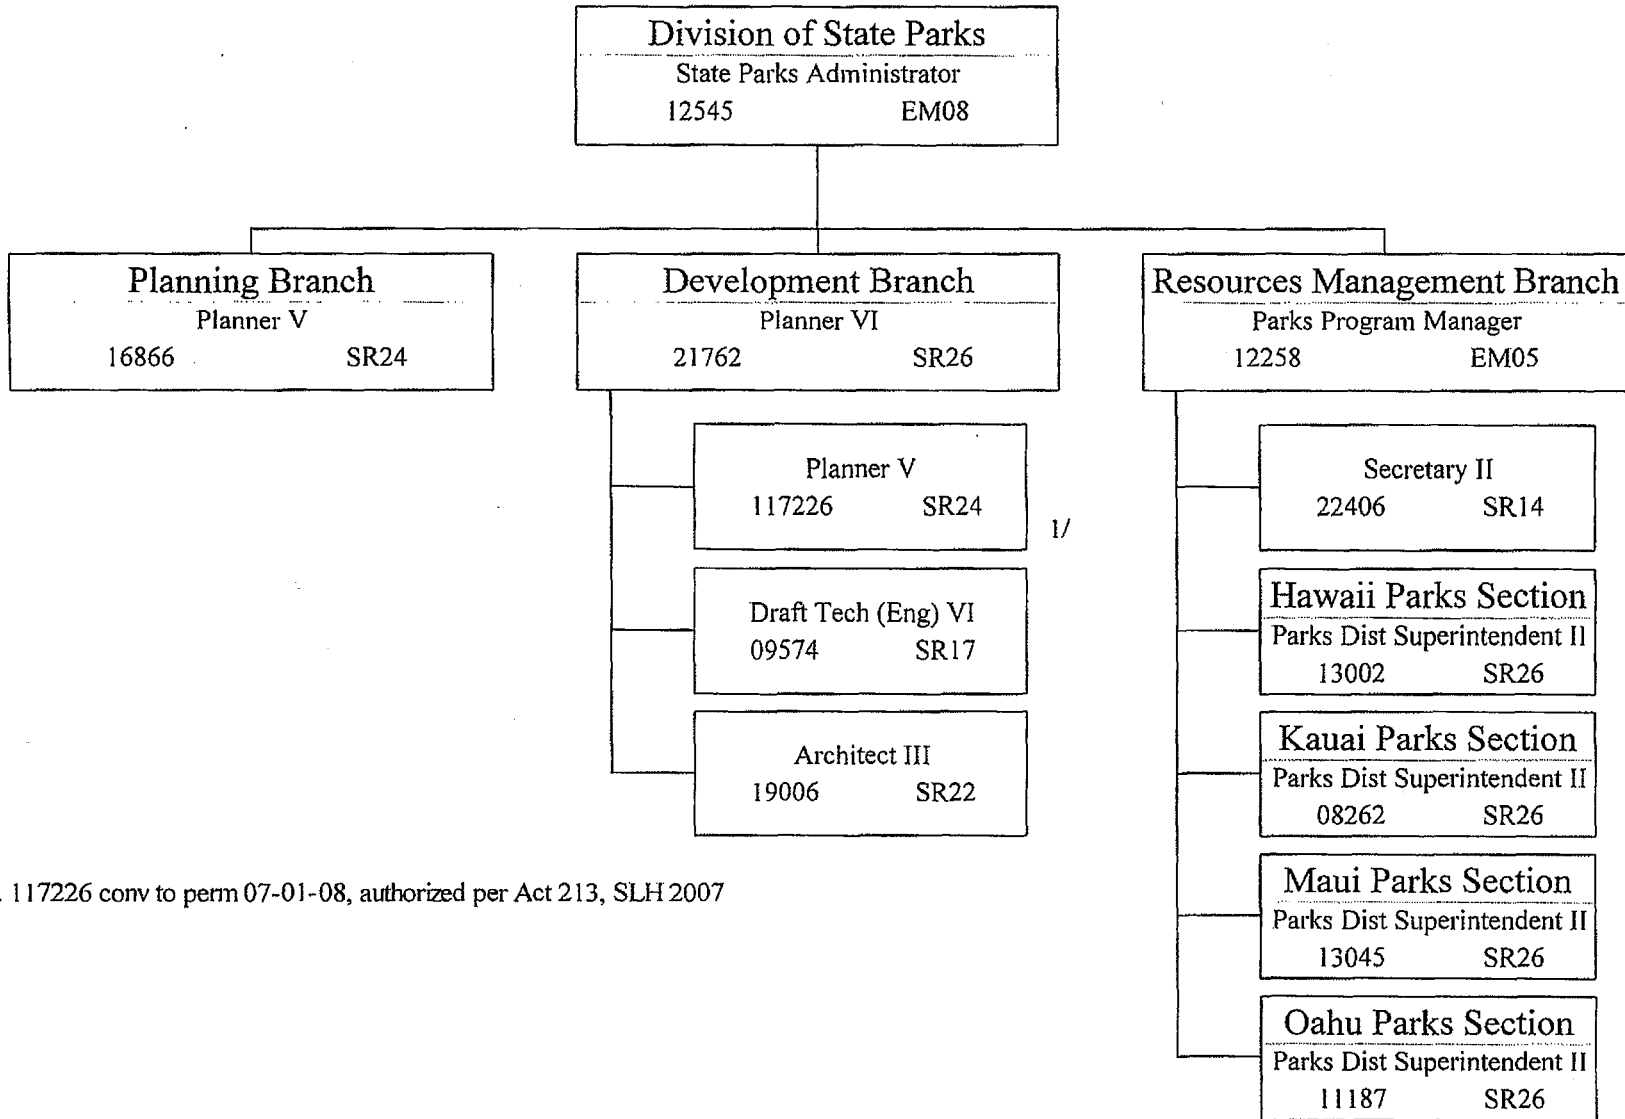 Division of State Parks
State Parks Administrator
12545 EM08
Planning Branch
Planner V
16866 SR24
Development Branch
Planner VI
21762 SR26
Planner V
117226 SR24
1/
Draft Tech (Eng) VI
09574 SR17
Architect III
19006 SR22
Resources Management Branch
Parks Program Manager
12258 EM05
Secretary II
22406 SR14
Hawaii Parks Section
Parks Dist Superintendent II
13002 SR26
Kauai Parks Section
Parks Dist Superintendent II
08262 SR26
Maui Parks Section
Parks Dist Superintendent II
13045 SR26
Oahu Parks Section
Parks Dist Superintendent II
11187 SR26
. 117226 conv to perm 07-01-08, authorized per Act 213, SLH 2007